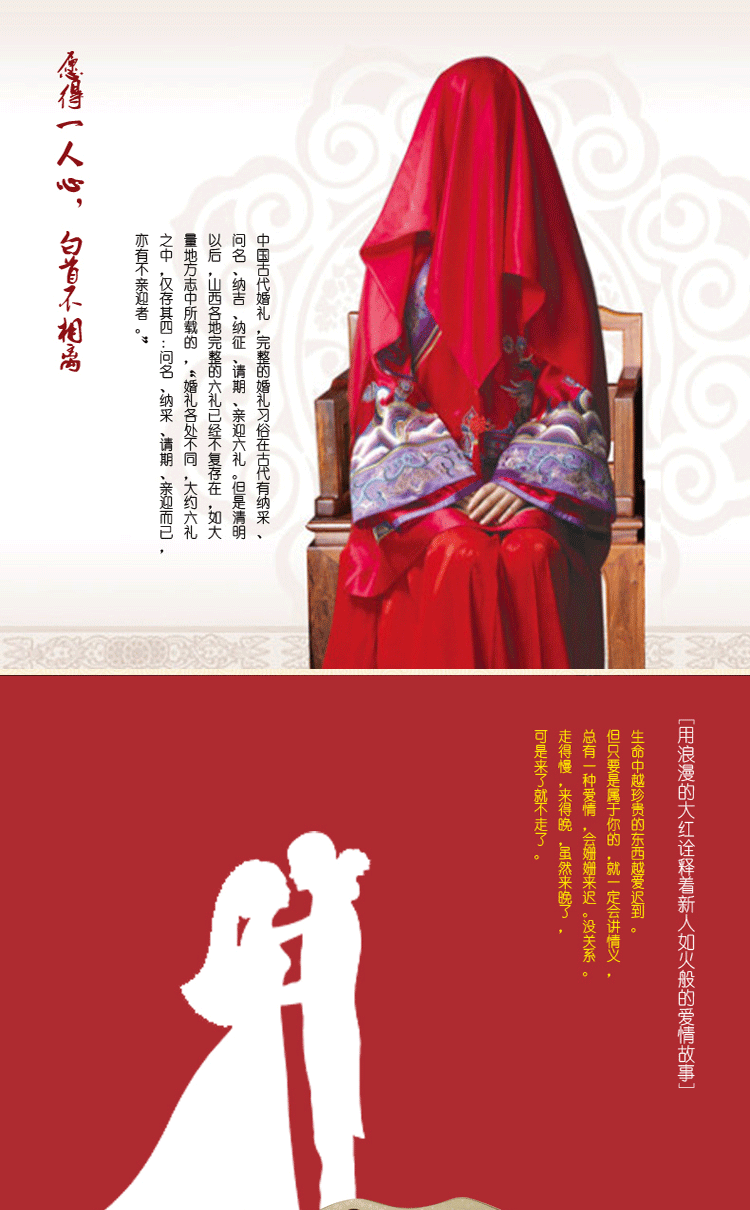 愿得一人心，白首不相离
中国古代婚礼，完整的婚礼习俗在古代有纳采、
问名、纳吉、纳征、请期、亲迎六礼。但是清明
以后，山西各地完整的六礼已经不复存在，如大
量地方志中所载的，“婚礼各处不同，大约六礼
之中，仅存其四：问名、纳采、请期、亲迎而已，
亦有不亲迎者。”
［用浪漫的大红诠释着新人如火般的爱情故事］
生命中越珍贵的东西越爱迟到。
但只要是属于你的，就一定会讲情义，
总有一种爱情，会姗姗来迟。没关系。
走得慢，来得晚，虽然来晚了，
可是来了就不走了。